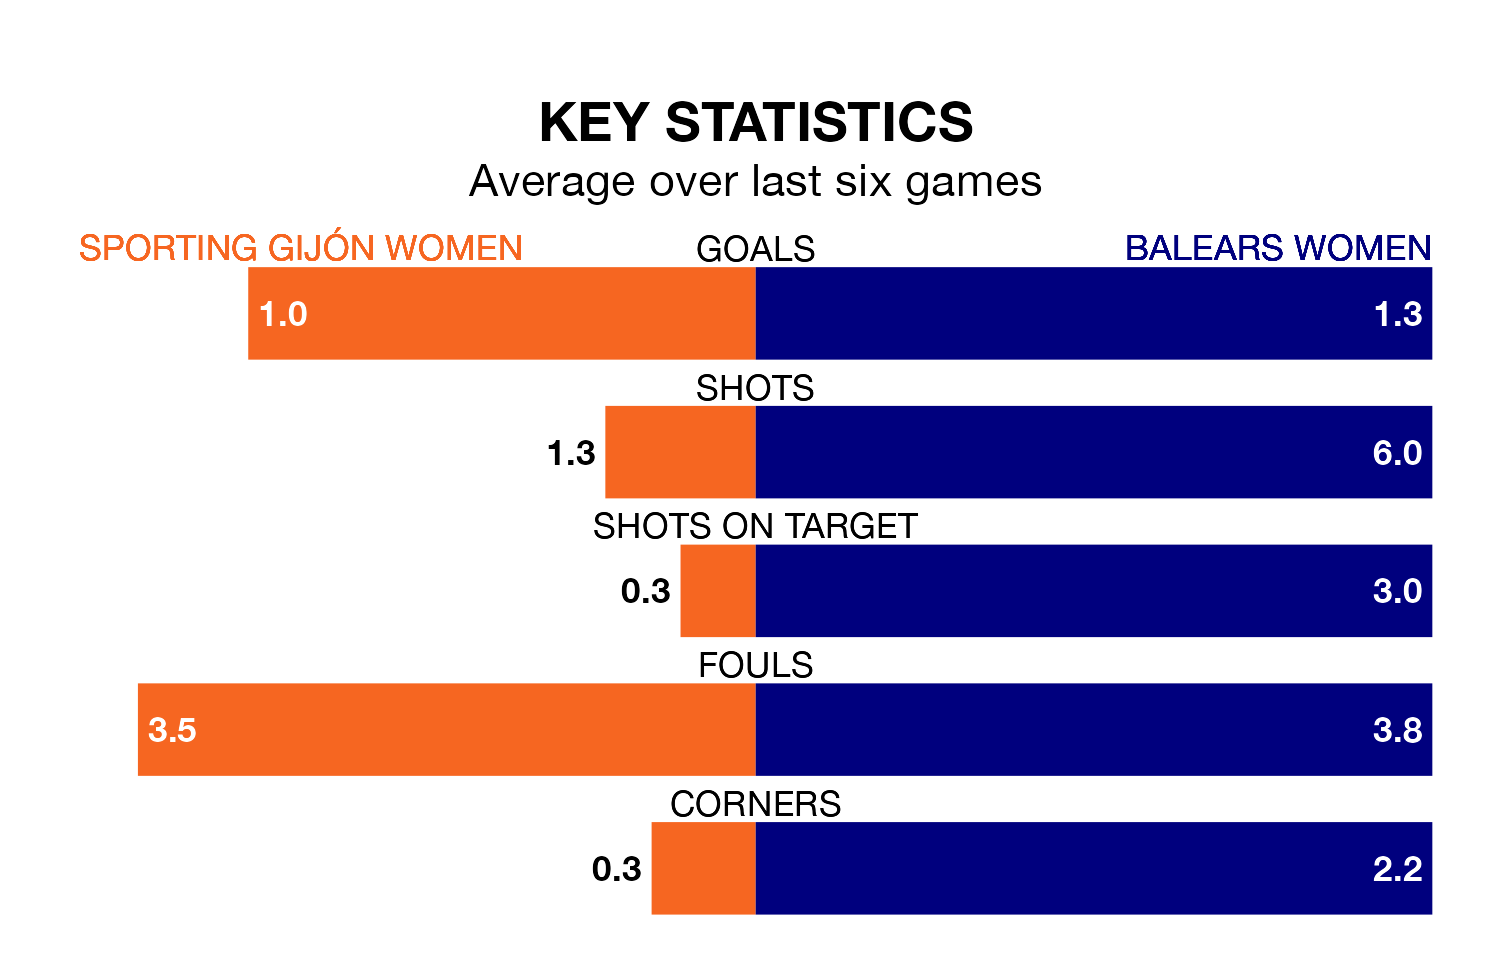 KEY STATISTICS
Average over last six games
SPORTING GIJÓN WOMEN GOALS BALEARS WOMEN
1.0 1.3
SHOTS
1.3 6.0
SHOTS ON TARGET
0.3 3.0
FOULS
3.5 3.8
CORNERS
0.3 2.2